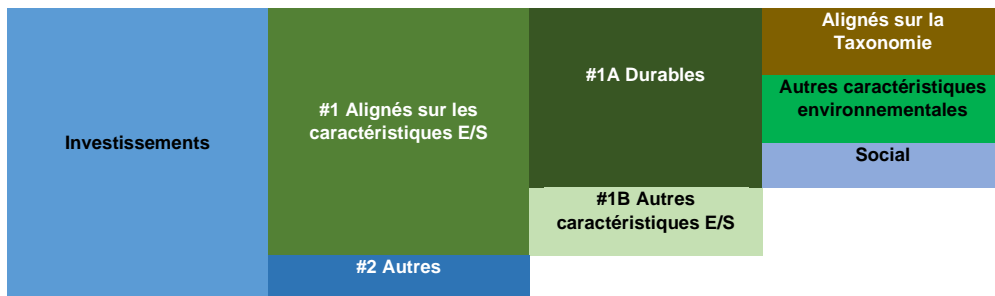 Investissements
#1 Alignés sur les
caractéristiques E/S
#2 Autres
#1A Durables
#1B Autres
caractéristiques E/S
Alignés sur la
Taxonomie
Autres caractéristiques
environnementales
Social